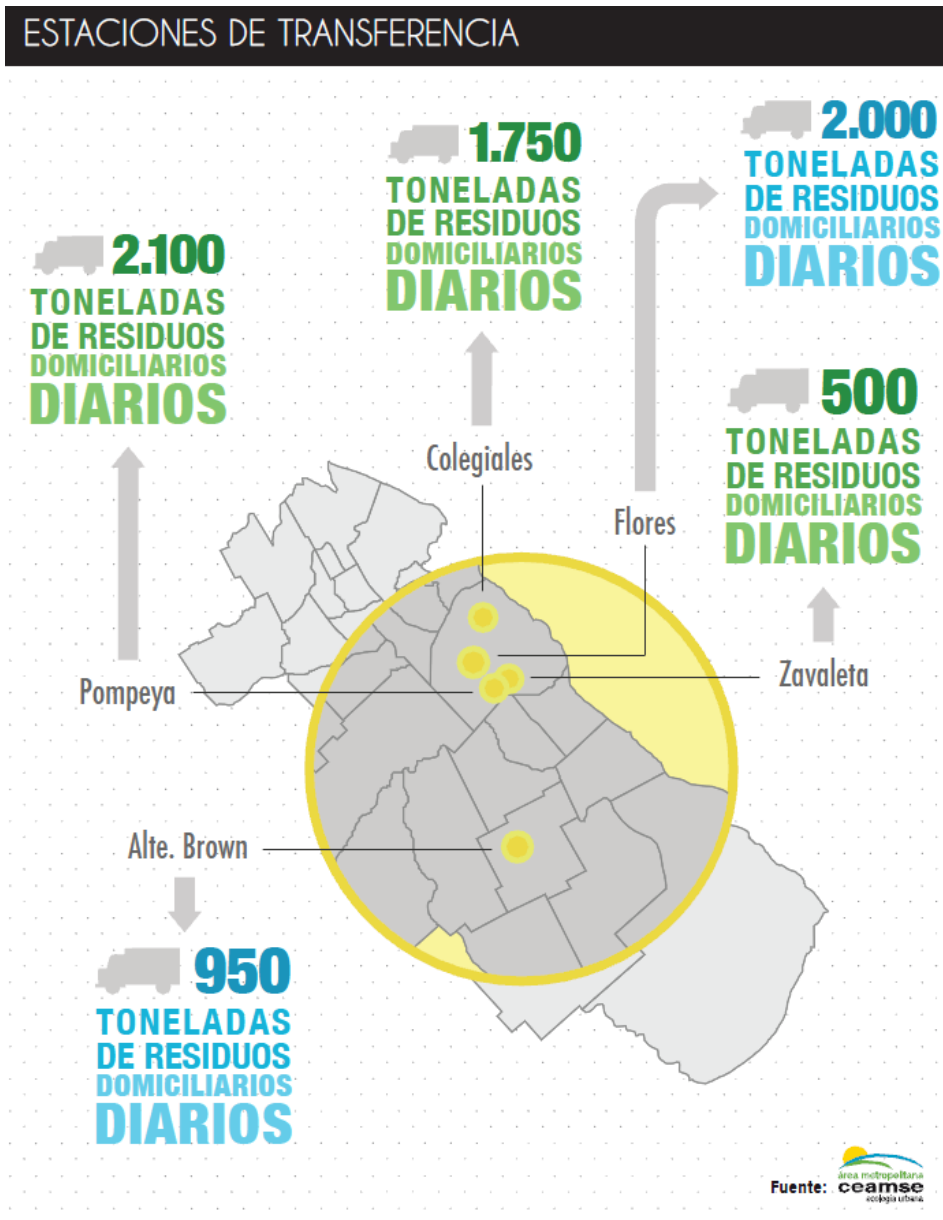 ESTACIONES DE TRANSFERENCIA
2.100
TONELADAS
DE RESIDUOS
DOMICILIARIOS
DIARIOS
1.750
TONELADAS
DE RESIDUOS
DOMICILIARIOS
DIARIOS
2.000
TONELADAS
DE RESIDUOS
DOMICILIARIOS
DIARIOS
500
TONELADAS
DE RESIDUOS
DOMICILIARIOS
DIARIOS
Colegiales
Flores
Zavaleta
Pompeya
Alte. Brown
950
TONELADAS
DE RESIDUOS
DOMICILIARIOS
DIARIOS
Fuente:
área metropolitana
ceamse
ecología urbana